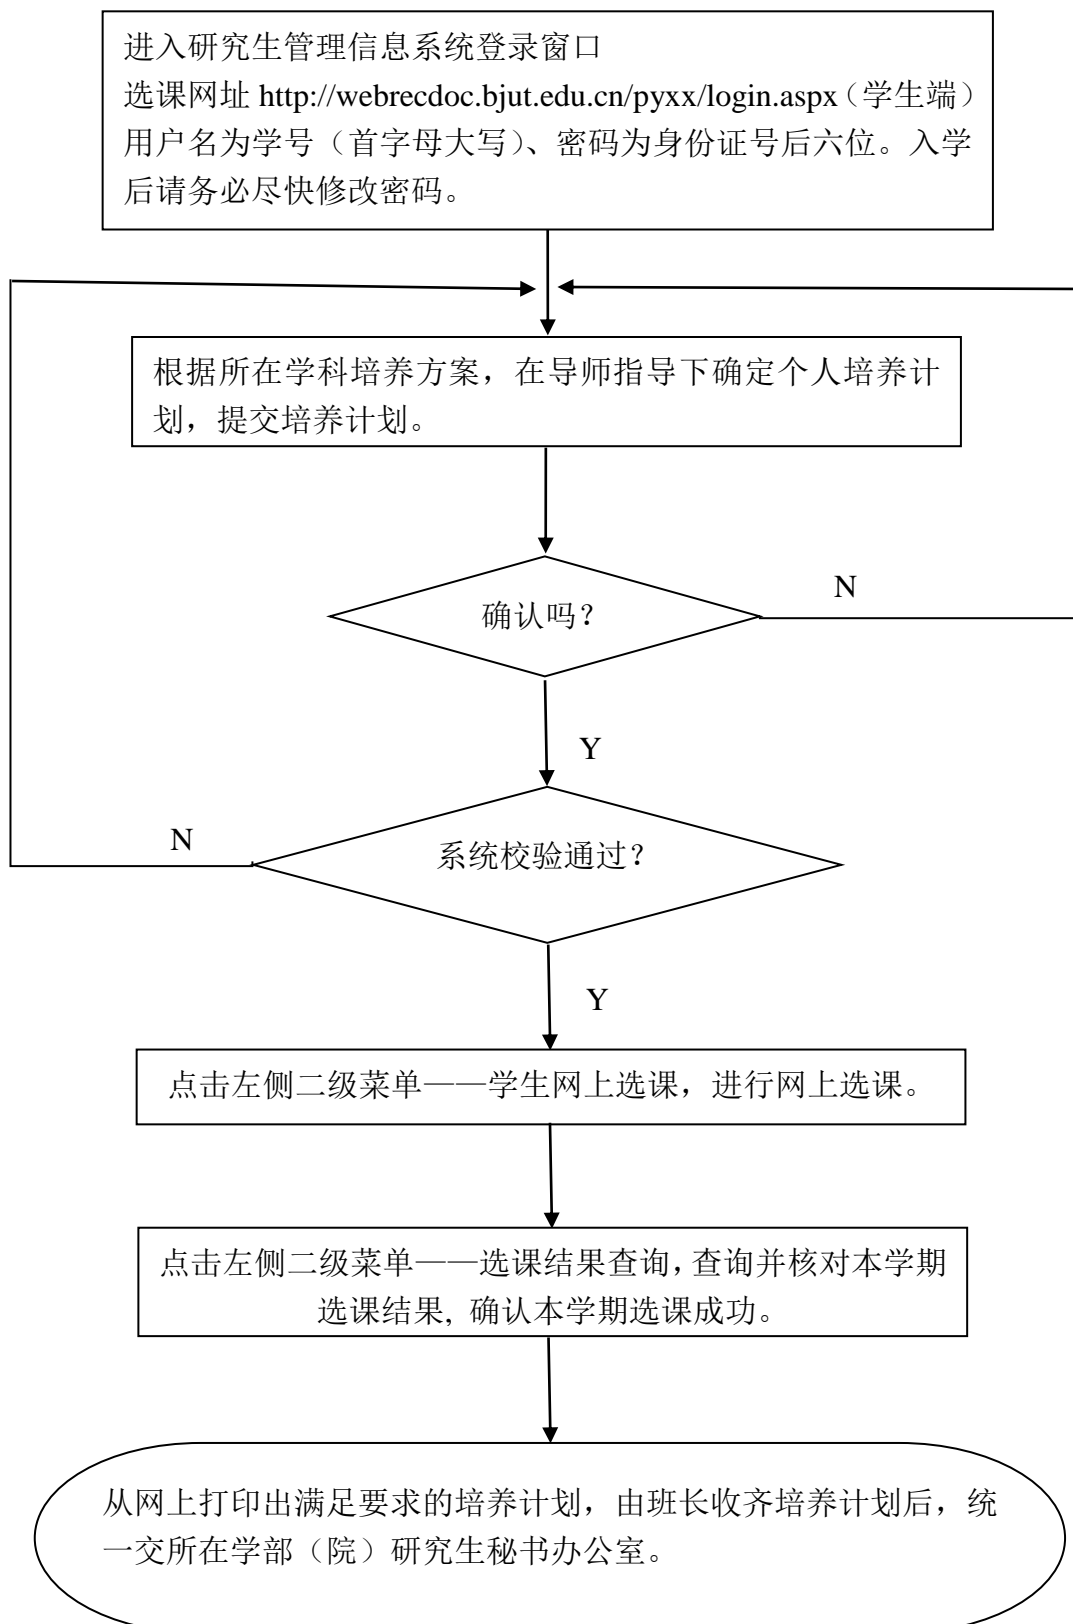 进入研究生管理信息系统登录窗口
选课网址 http://webrecdoc.bjut.edu.cn/pyxx/login.aspx（学生端）
用户名为学号（首字母大写）、密码为身份证号后六位。入学
后请务必尽快修改密码。
根据所在学科培养方案，在导师指导下确定个人培养计
划，提交培养计划。
确认吗？
N
Y
系统校验通过？
N
Y
点击左侧二级菜单——学生网上选课，进行网上选课。
点击左侧二级菜单——选课结果查询，查询并核对本学期
选课结果, 确认本学期选课成功。
从网上打印出满足要求的培养计划，由班长收齐培养计划后，统
一交所在学部（院）研究生秘书办公室。